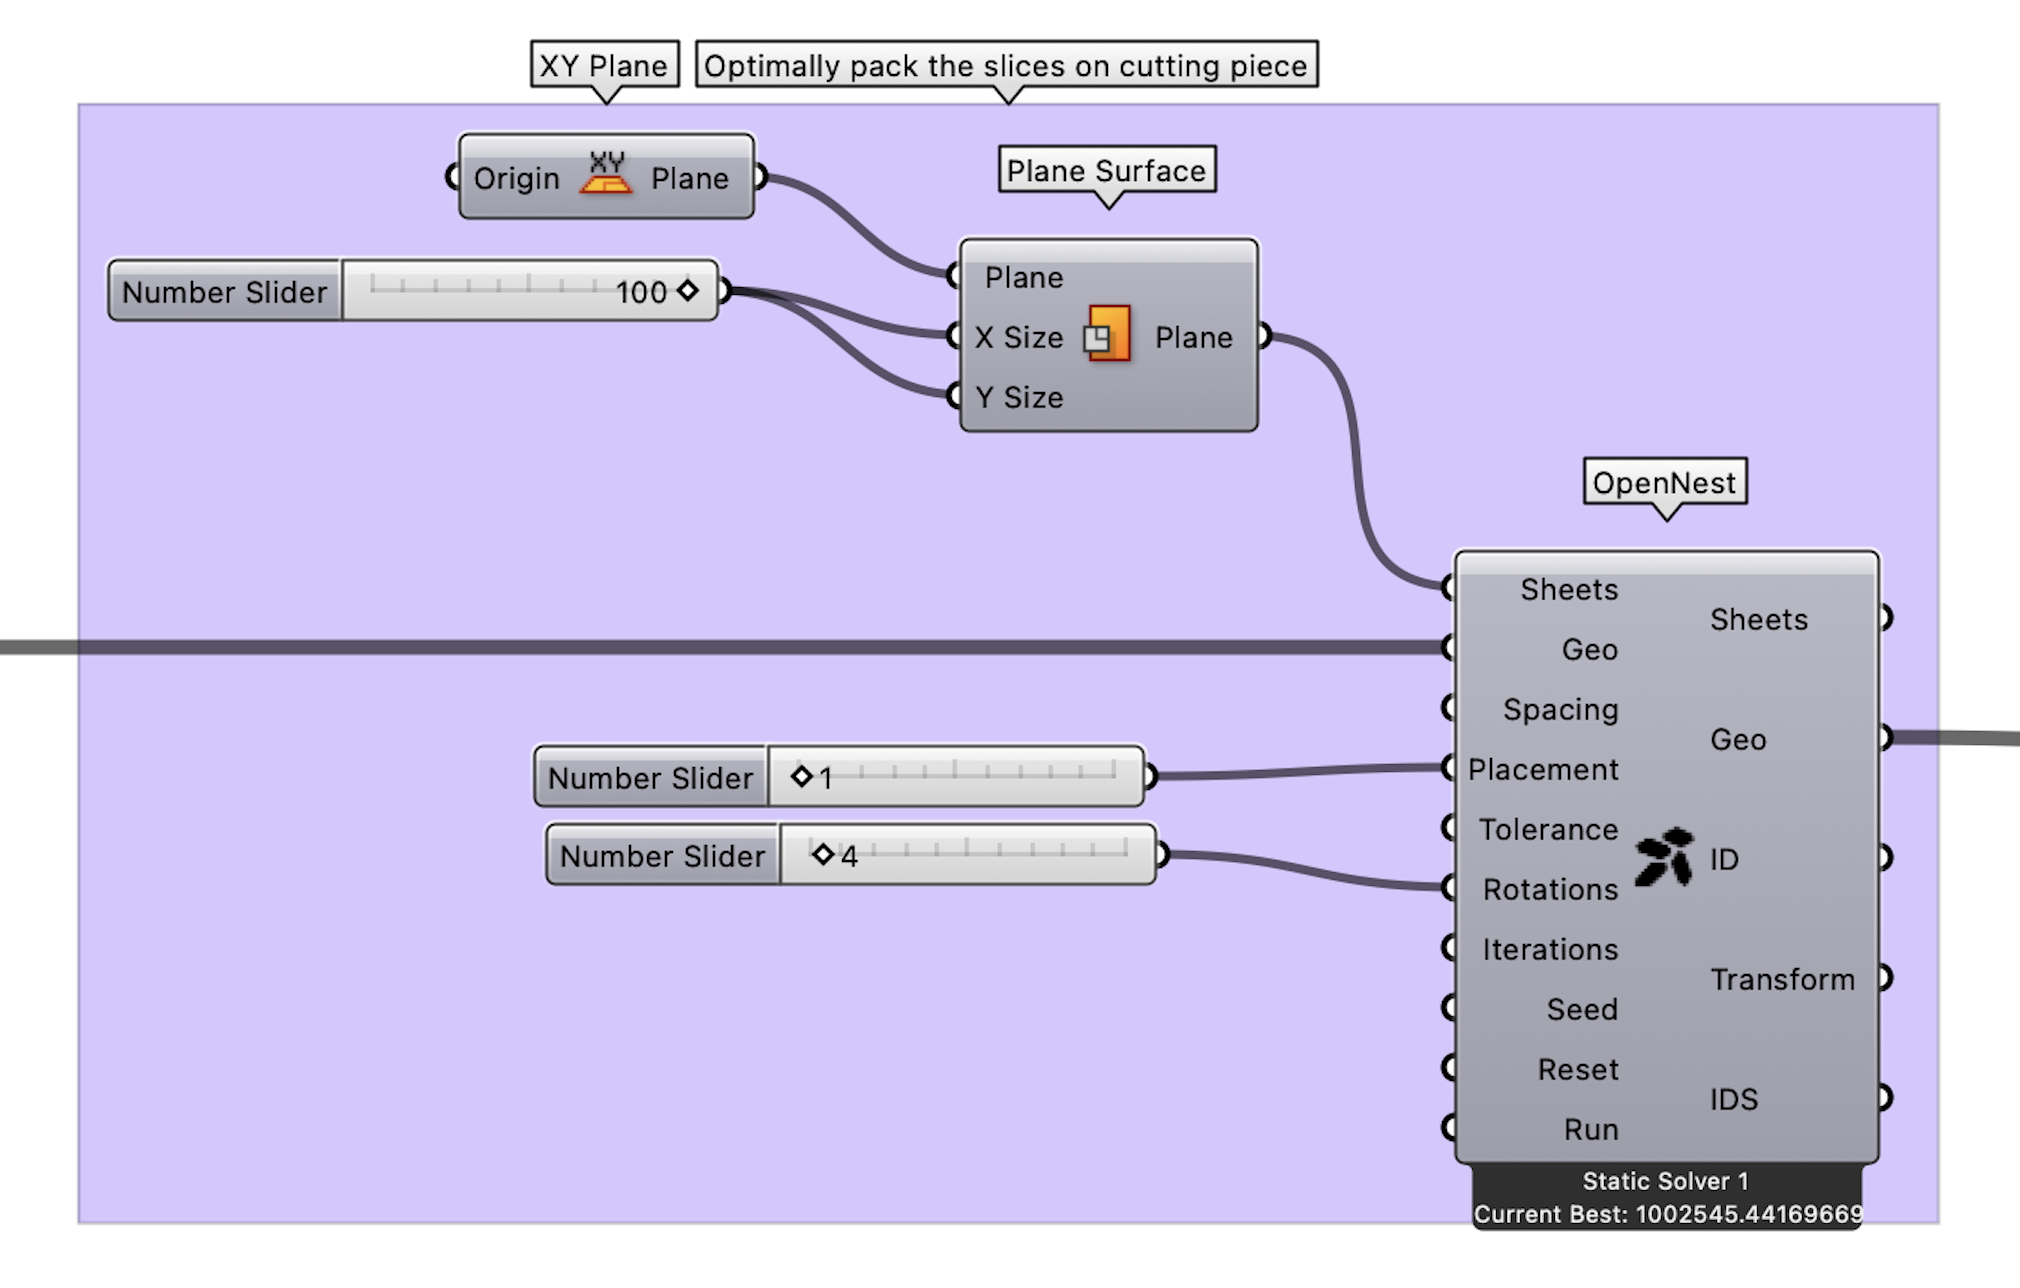 XY Plane
Optimally pack the slices on cutting piece
Origin XY Plane
Plane Surface
Number Slider 100
Plane
X Size Plane
Y Size
OpenNest
Sheets
Sheets
Geo
Spacing
Geo
Number Slider 1
Placement
Tolerance
Number Slider 4
ID
Rotations
Iterations
Transform
Seed
Reset
IDS
Run
Static Solver 1
Current Best: 1002545.44169669